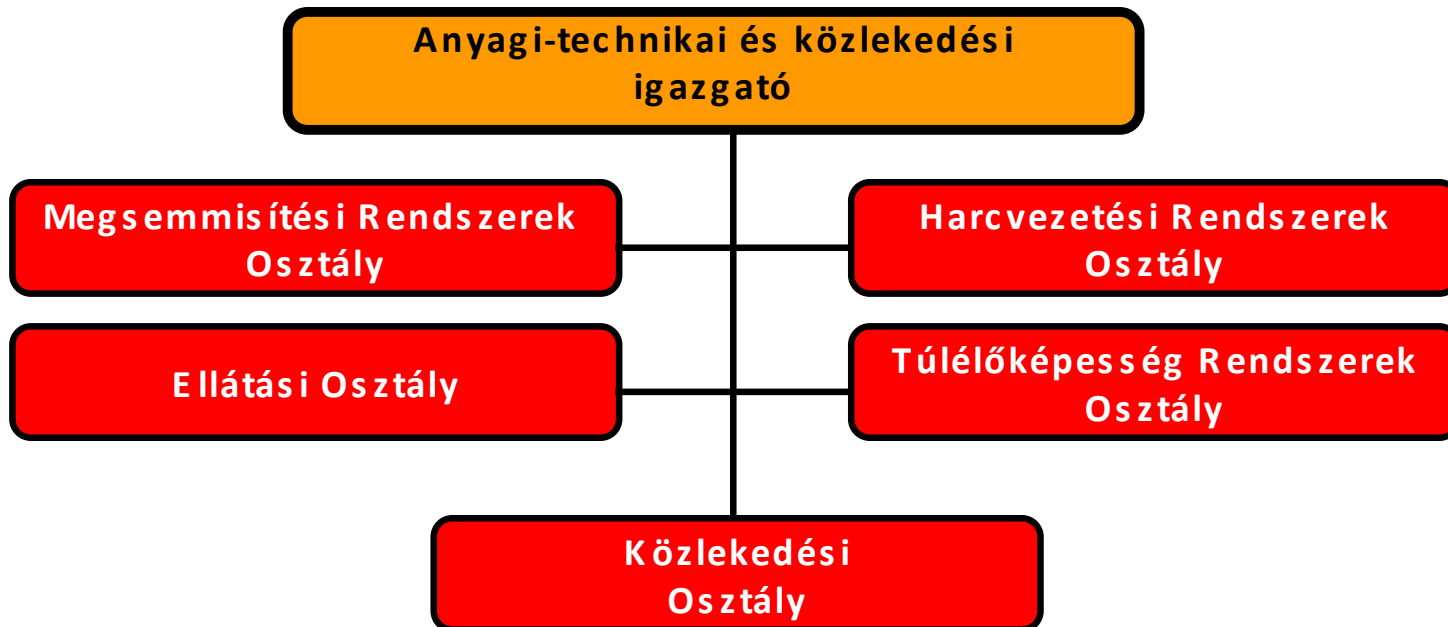 Anyagi-technikai és közlekedési
igazgató
Megsemmisítési Rendszerek
Osztály
Harcvezetési Rendszerek
Osztály
Ellátási Osztály
Túlélőképesség Rendszerek
Osztály
Közlekedési
Osztály